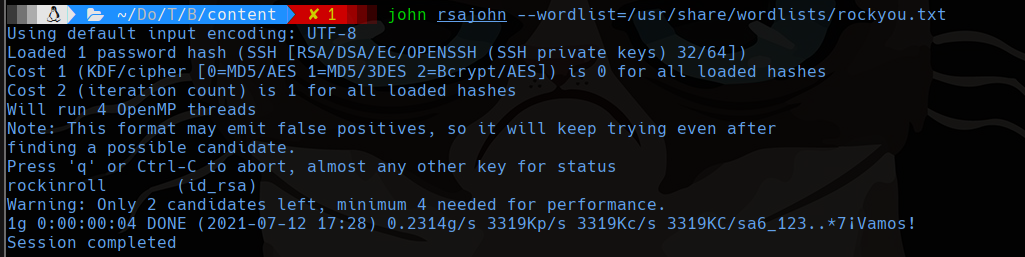 ~/Do/T/B/content ✘ 1 john rsajohn --wordlist=/usr/share/wordlists/rockyou.txt
Using default input encoding: UTF-8
Loaded 1 password hash (SSH [RSA/DSA/EC/OPENSSH (SSH private keys) 32/64])
Cost 1 (KDF/cipher [0=MD5/AES 1=MD5/3DES 2=Bcrypt/AES]) is 0 for all loaded hashes
Cost 2 (iteration count) is 1 for all loaded hashes
Will run 4 OpenMP threads
Note: This format may emit false positives, so it will keep trying even after
finding a possible candidate.
Press 'q' or Ctrl-C to abort, almost any other key for status
rockinroll       (id_rsa)
Warning: Only 2 candidates left, minimum 4 needed for performance.
1g 0:00:00:04 DONE (2021-07-12 17:28) 0.2314g/s 3319Kp/s 3319Kc/s 3319KC/sa6_123..*7¡Vamos!
Session completed